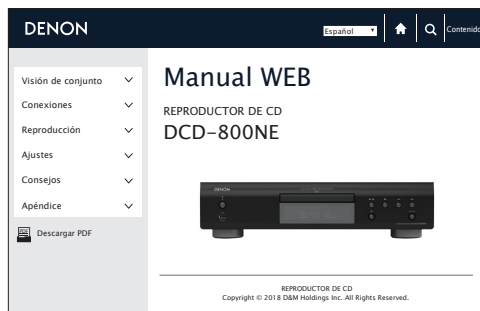 DENON
Español
Contenido
Visión de conjunto
Conexiones
Reproducción
Ajustes
Consejos
Apéndice
Descargar PDF
Manual WEB
REPRODUCTOR DE CD
DCD-800NE
DENON
REPRODUCTOR DE CD
Copyright © 2018 D&M Holdings Inc. All Rights Reserved.